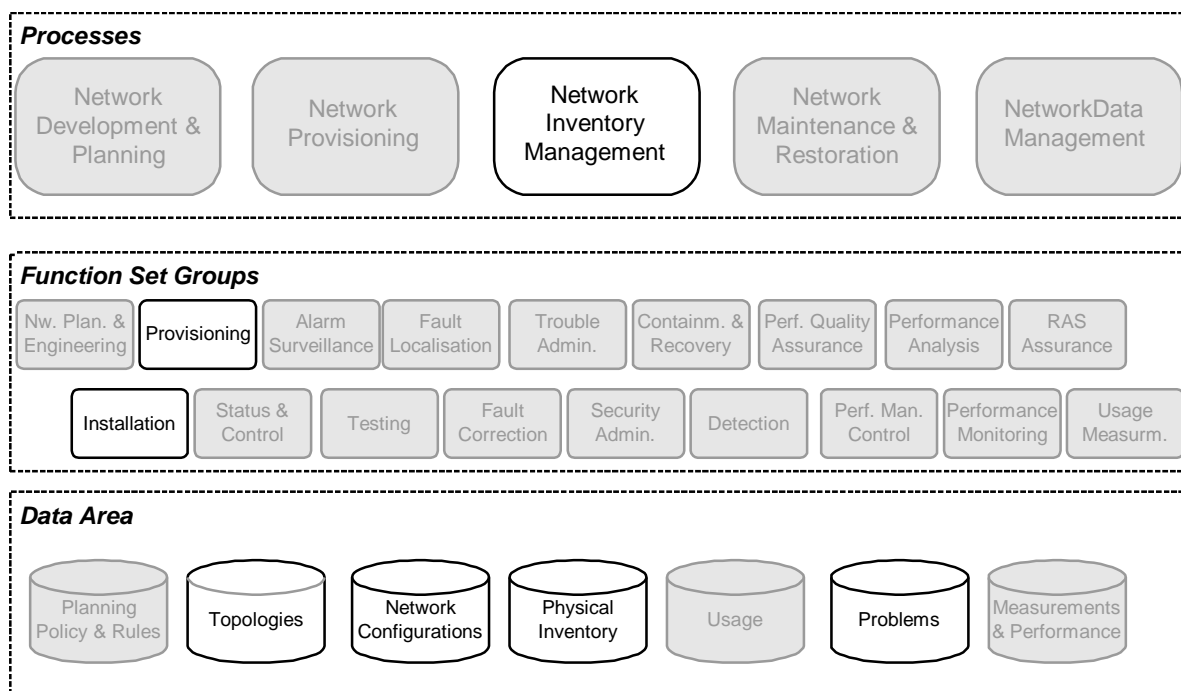 Processes
Network
Development &
Planning
Network
Provisioning
Network
Inventory
Management
Network
Maintenance &
Restoration
NetworkData
Management
Function Set Groups
Nw. Plan. &
Engineering
Provisioning
Alarm
Surveillance
Fault
Localisation
Trouble
Admin.
Containm. &
Recovery
Perf. Quality
Assurance
Performance
Analysis
RAS
Assurance
Installation
Status &
Control
Testing
Fault
Correction
Security
Admin.
Detection
Perf. Man.
Control
Performance
Monitoring
Usage
Measurm.
Data Area
Planning
Policy & Rules
Topologies
Network
Configurations
Physical
Inventory
Usage
Problems
Measurements
& Performance